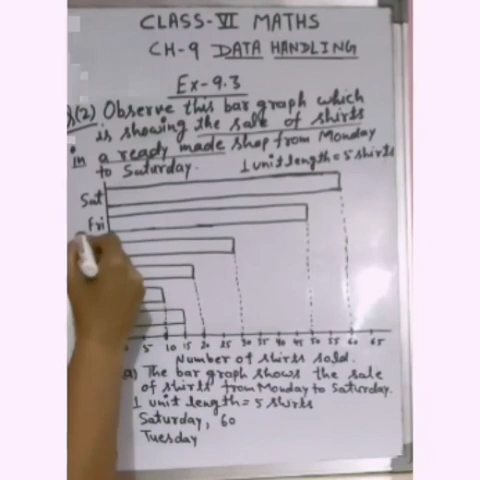 CLASS-VI MATHS
CH-9 DATA HANDLING
Ex-9.3
Q(2) Observe this bar graph which
is showing the sale of shirts
in a ready made shop from Monday
to Saturday. 1 unit length = 5 shirts
Sat
Fri
5 10 15 20 25 30 35 40 45 50 55 60 65
Number of shirts sold.
a) The bar graph shows the sale
of shirts from Monday to Saturday.
1 unit length = 5 shirts
Saturday, 60
Tuesday